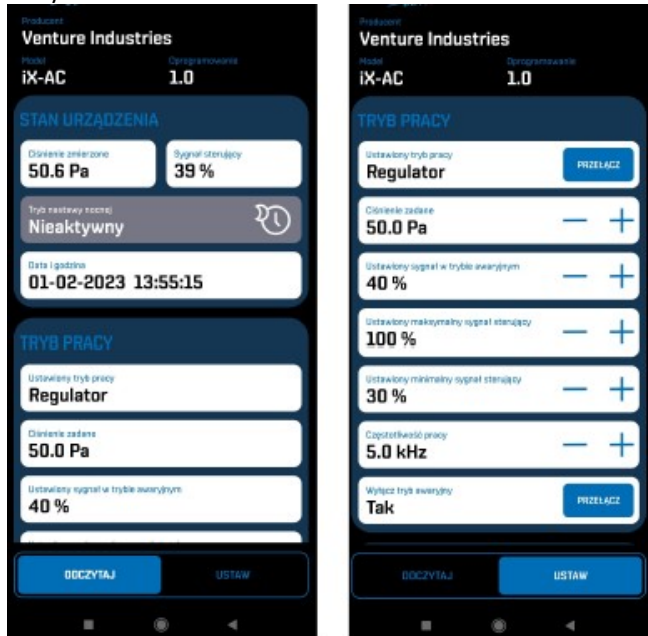 Producent
Venture Industries
Model
Oprogramowanie
iX-AC
1.0
STAN URZĄDZENIA
Ciśnienie zmierzone
Sygnał sterujący
50.6 Pa
39 %
Tryb nastawy nocnej
Nieaktywny
Data i godzina
01-02-2023 13:55:15
TRYB PRACY
Ustawiony tryb pracy
Regulator
Ciśnienie zadane
50.0 Pa
Ustawiony sygnał w trybie awaryjnym
40 %
ODCZYTAJ
USTAW
Producent
Venture Industries
Model
Oprogramowanie
iX-AC
1.0
TRYB PRACY
Ustawiony tryb pracy
Regulator
PRZEŁĄCZ
Ciśnienie zadane
50.0 Pa
Ustawiony sygnał w trybie awaryjnym
40 %
Ustawiony maksymalny sygnał sterujący
100 %
Ustawiony minimalny sygnał sterujący
30 %
Częstotliwość pracy
5.0 kHz
Wyłącz tryb awaryjny
Tak
PRZEŁĄCZ
ODCZYTAJ
USTAW